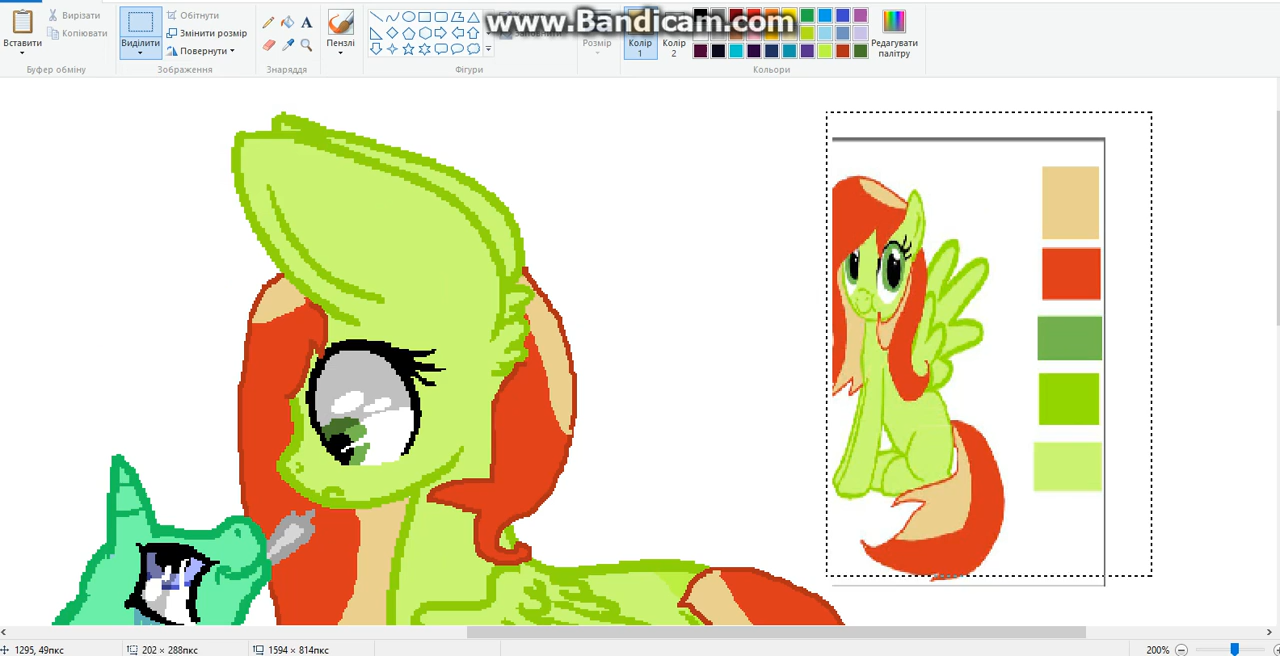 www.Bandicam.com
Вставити
Вирізати
Копіювати
Буфер обміну
Виділити
Обітнути
Змінити розмір
Повернути
Зображення
A
Знаряддя
Пензлі
Фігури
Розмір
Колір 1
Колір 2
Редагувати палітру
Кольори
1295, 49пкс
202 × 288пкс
1594 × 814пкс
200%